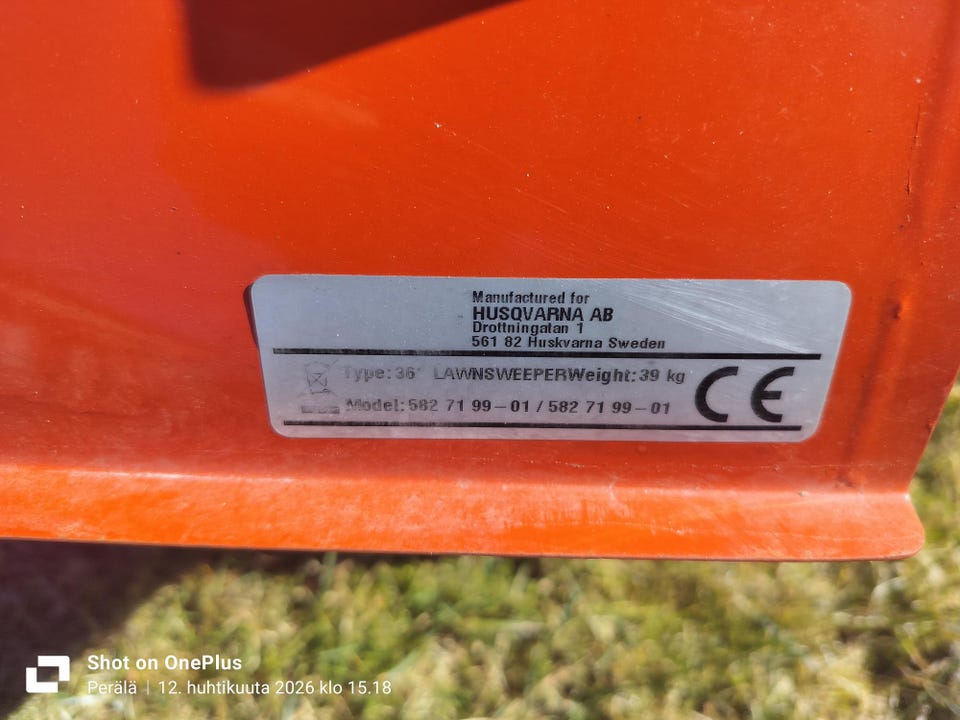 Manufactured for
HUSQVARNA AB
Drottningatan 1
561 82 Huskvarna Sweden
Type: 36" LAWNSWEEPER Weight: 39 kg
Model: 582 71 99-01 / 582 71 99-01
CE
Shot on OnePlus
Perälä | 12. huhtikuuta 2026 klo 15.18